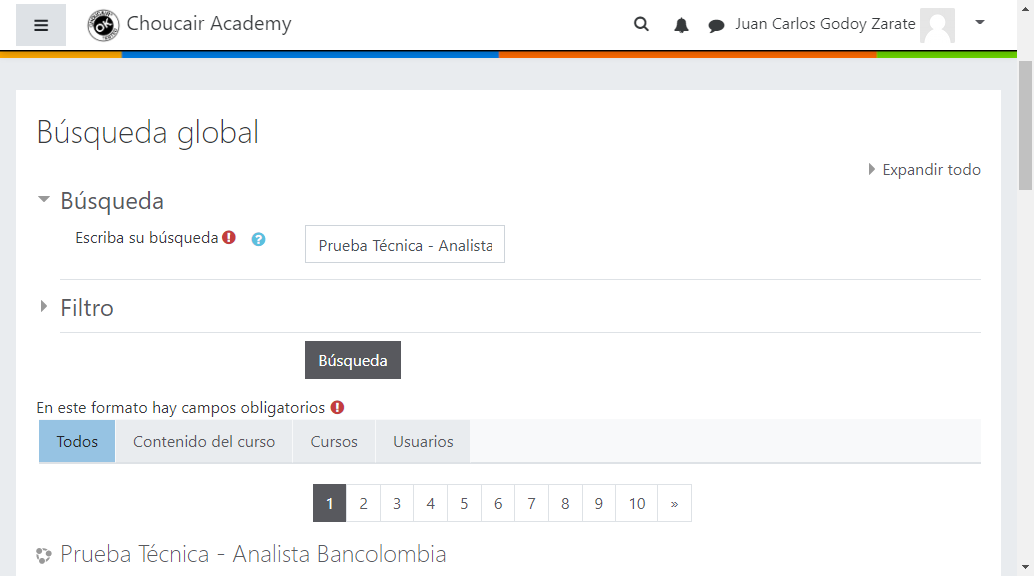 Choucair Academy
Juan Carlos Godoy Zarate
Búsqueda global
Expandir todo
Búsqueda
Escriba su búsqueda
Prueba Técnica - Analista
Filtro
Búsqueda
En este formato hay campos obligatorios
Todos Contenido del curso Cursos Usuarios
1 2 3 4 5 6 7 8 9 10 »
Prueba Técnica - Analista Bancolombia